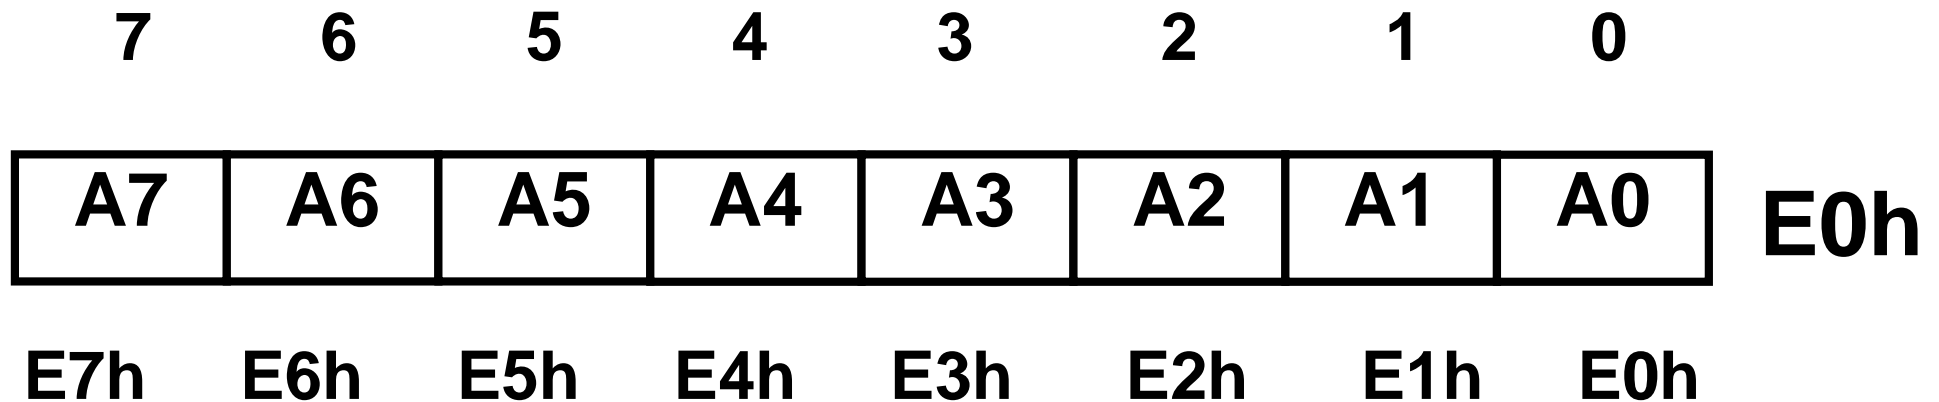 7 6 5 4 3 2 1 0
A7 A6 A5 A4 A3 A2 A1 A0 E0h
E7h E6h E5h E4h E3h E2h E1h E0h